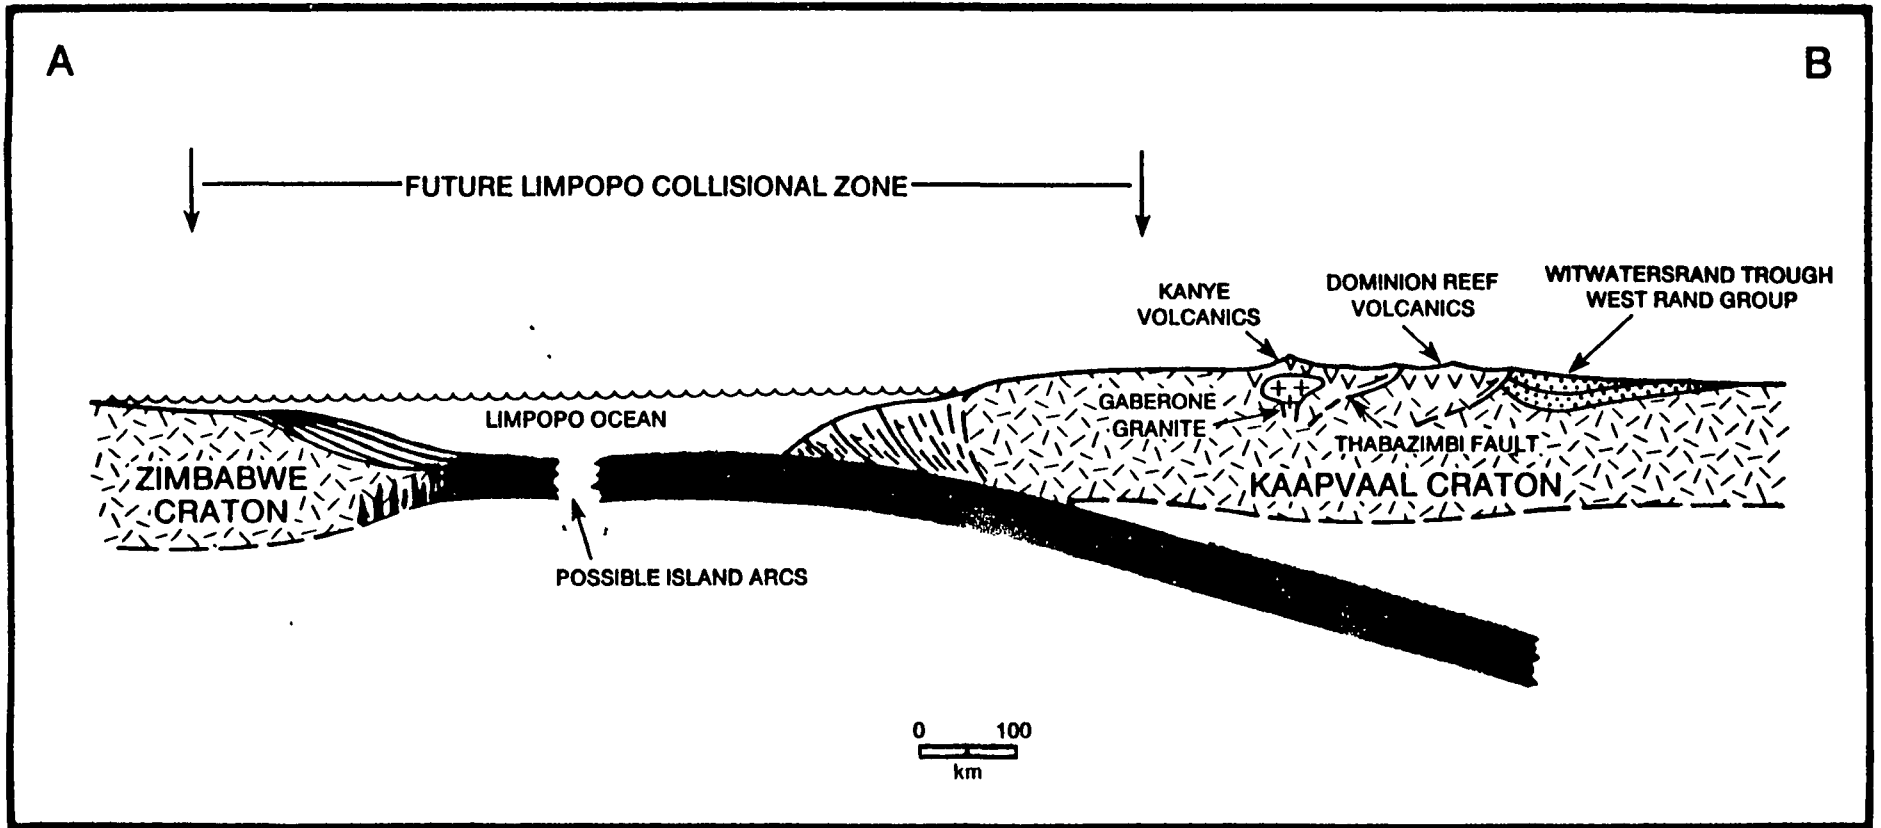 A
B
FUTURE LIMPOPO COLLISIONAL ZONE
KANYE
VOLCANICS
DOMINION REEF
VOLCANICS
WITWATERSRAND TROUGH
WEST RAND GROUP
LIMPOPO OCEAN
GABERONE
GRANITE
THABAZIMBI FAULT
ZIMBABWE
CRATON
KAAPVAAL CRATON
POSSIBLE ISLAND ARCS
0 100
km